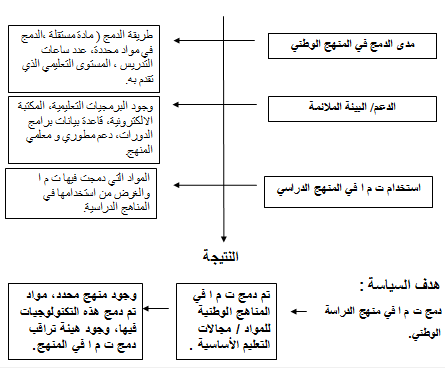 مدى الدمج في المنهج الوطني
طريقة الدمج ( مادة مستقلة ،الدمج
في مواد محددة، عدد ساعات
التدريس ، المستوى التعليمي الذي
تقدم به.
الدعم/ البيئة الملائمة
وجود البرمجيات التعليمية، المكتبة
الالكترونية، قاعدة بيانات برامج
الدورات، دعم مطوري و معلمي
المنهج.
استخدام ت م ا في المنهج الدراسي
المواد التي دمجت فيها ت م ا
والغرض من استخدامها في
المناهج الدراسية.
النتيجة
هدف السياسة :
دمج ت م ا في منهج الدراسة
الوطني.
تم دمج ت م ا في
المناهج الوطنية
للمواد / مجالات
التعليم الأساسية .
وجود منهج محدد، مواد
تم دمج هذه التكنولوجيات
فيها، وجود هيئة تراقب
دمج ت م ا في المنهج.